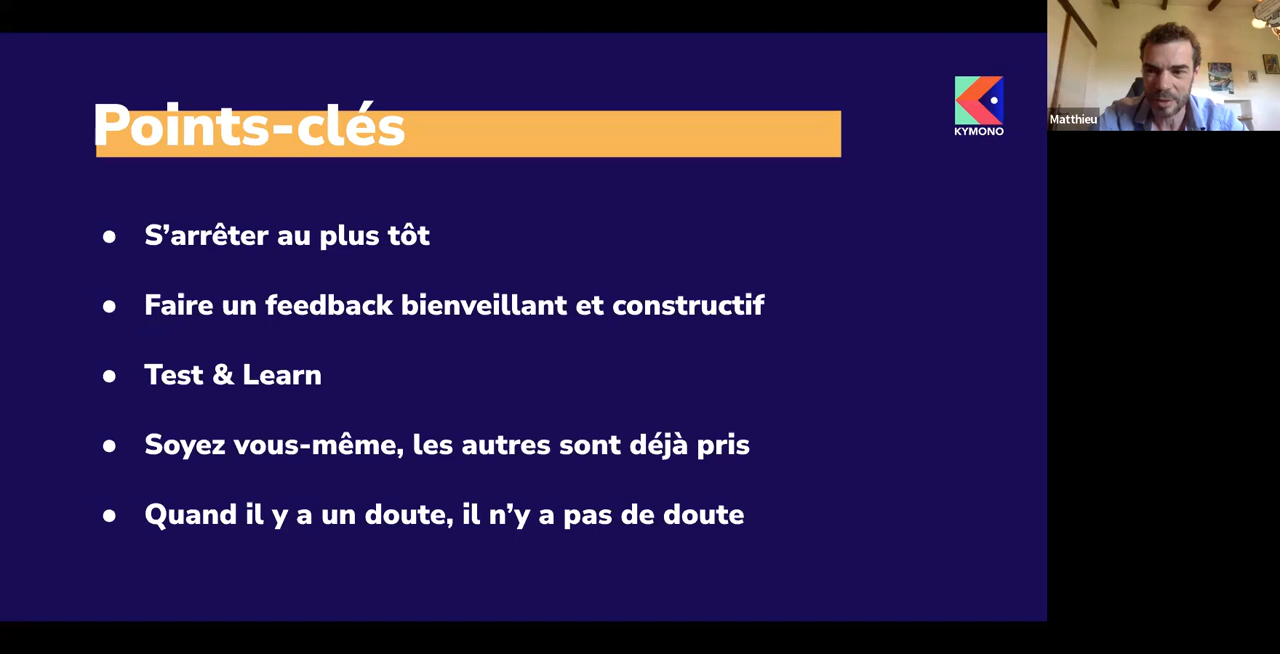 Points-clés
KYMONO
Matthieu
● S’arrêter au plus tôt
● Faire un feedback bienveillant et constructif
● Test & Learn
● Soyez vous-même, les autres sont déjà pris
● Quand il y a un doute, il n’y a pas de doute